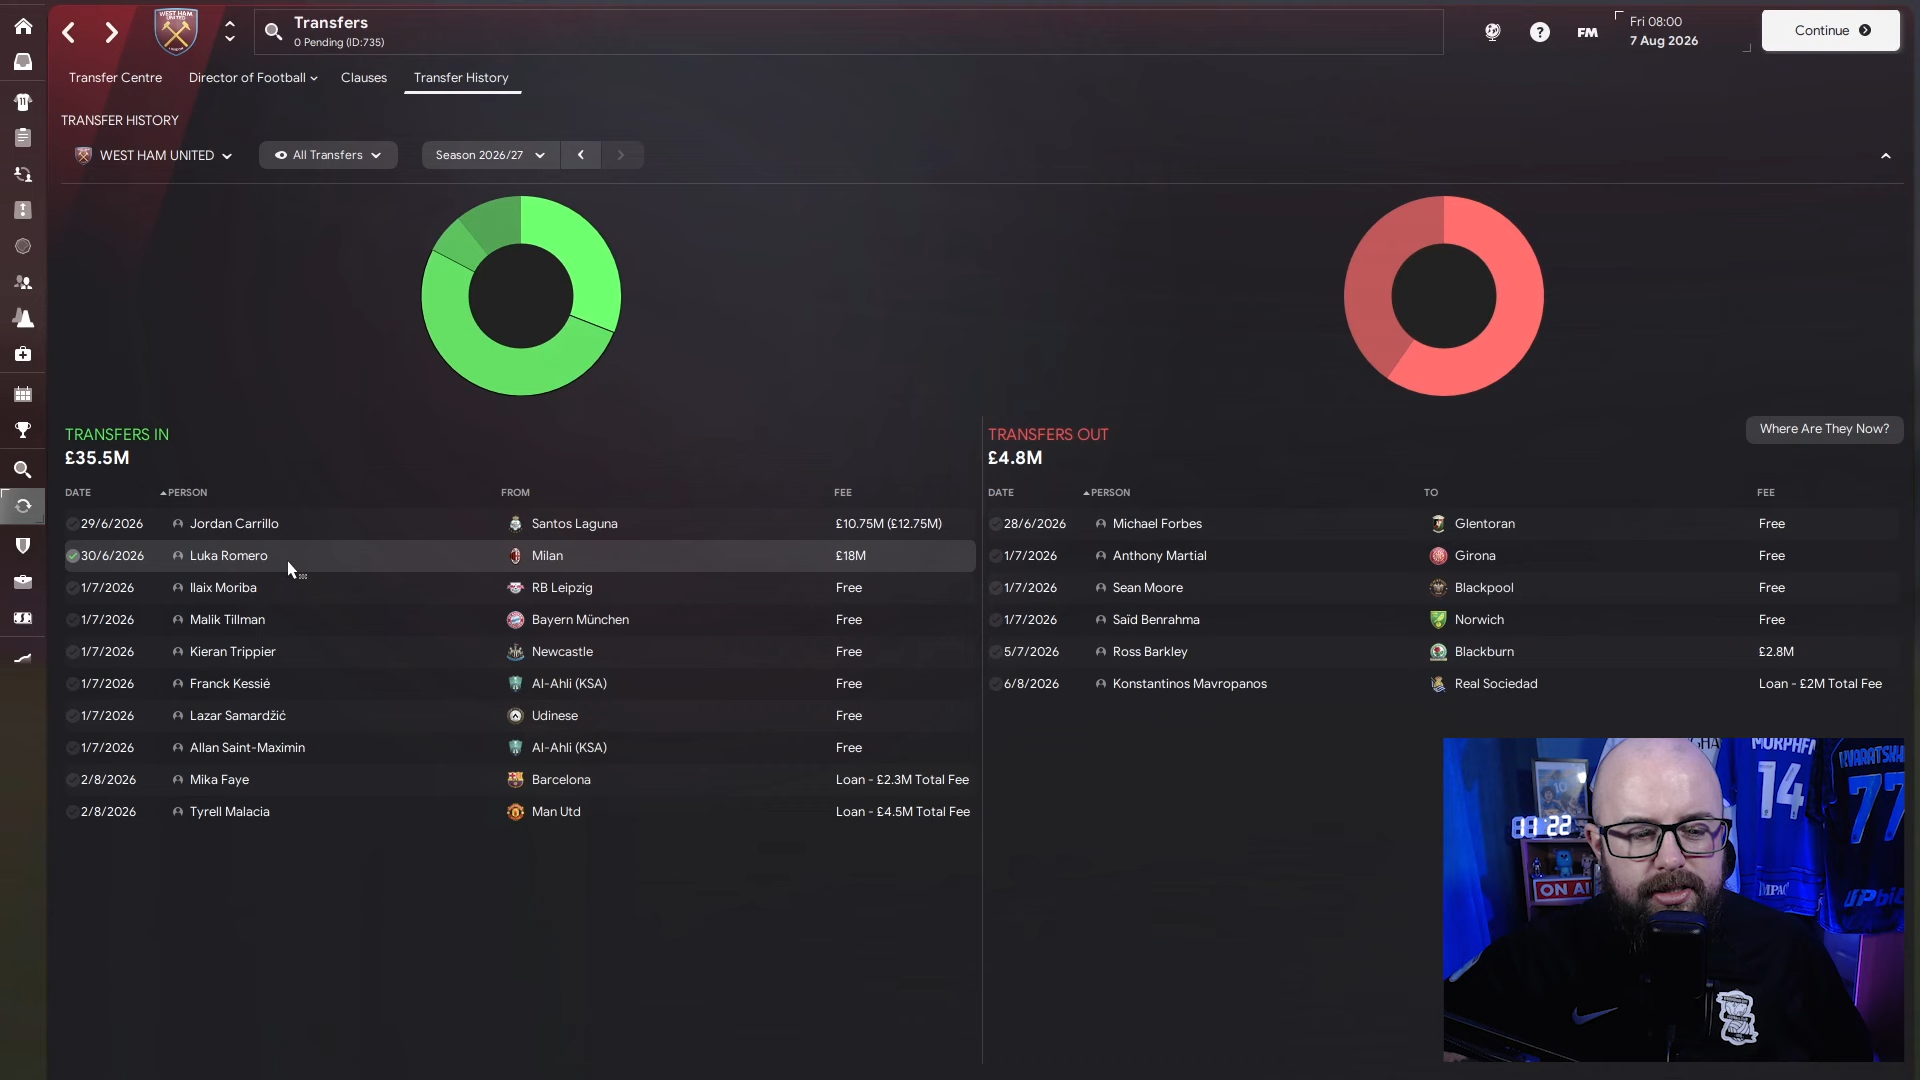 Transfers
0 Pending (ID:735)
FM
Fri 08:00
7 Aug 2026
Continue
Transfer Centre
Director of Football
Clauses
Transfer History
TRANSFER HISTORY
WEST HAM UNITED
All Transfers
Season 2026/27
TRANSFERS IN
£35.5M
DATE PERSON FROM FEE
29/6/2026 Jordan Carrillo Santos Laguna £10.75M (£12.75M)
30/6/2026 Luka Romero Milan £18M
1/7/2026 Ilaix Moriba RB Leipzig Free
1/7/2026 Malik Tillman Bayern München Free
1/7/2026 Kieran Trippier Newcastle Free
1/7/2026 Franck Kessié Al-Ahli (KSA) Free
1/7/2026 Lazar Samardžić Udinese Free
1/7/2026 Allan Saint-Maximin Al-Ahli (KSA) Free
2/8/2026 Mika Faye Barcelona Loan - £2.3M Total Fee
2/8/2026 Tyrell Malacia Man Utd Loan - £4.5M Total Fee
TRANSFERS OUT
£4.8M
Where Are They Now?
DATE PERSON TO FEE
28/6/2026 Michael Forbes Glentoran Free
1/7/2026 Anthony Martial Girona Free
1/7/2026 Sean Moore Blackpool Free
1/7/2026 Saïd Benrahma Norwich Free
5/7/2026 Ross Barkley Blackburn £2.8M
6/8/2026 Konstantinos Mavropanos Real Sociedad Loan - £2M Total Fee
14
77
11:22
ON AI